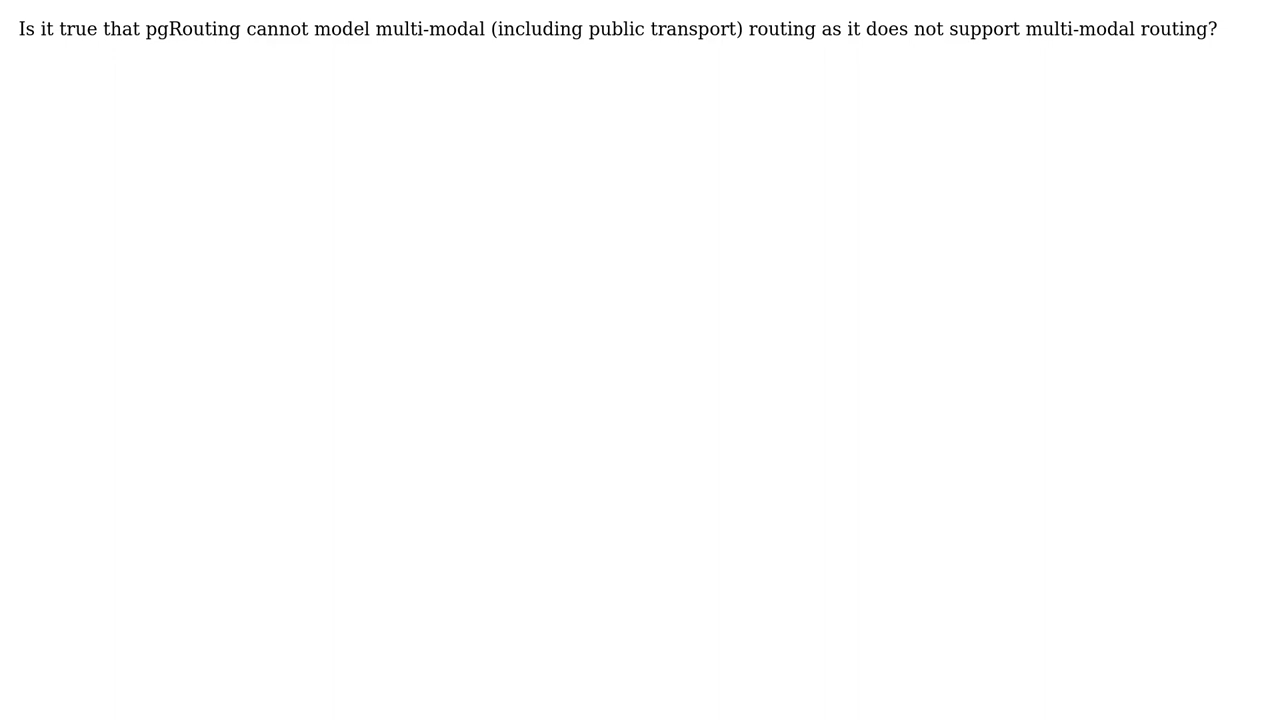 Is it true that pgRouting cannot model multi-modal (including public transport) routing as it does not support multi-modal routing?